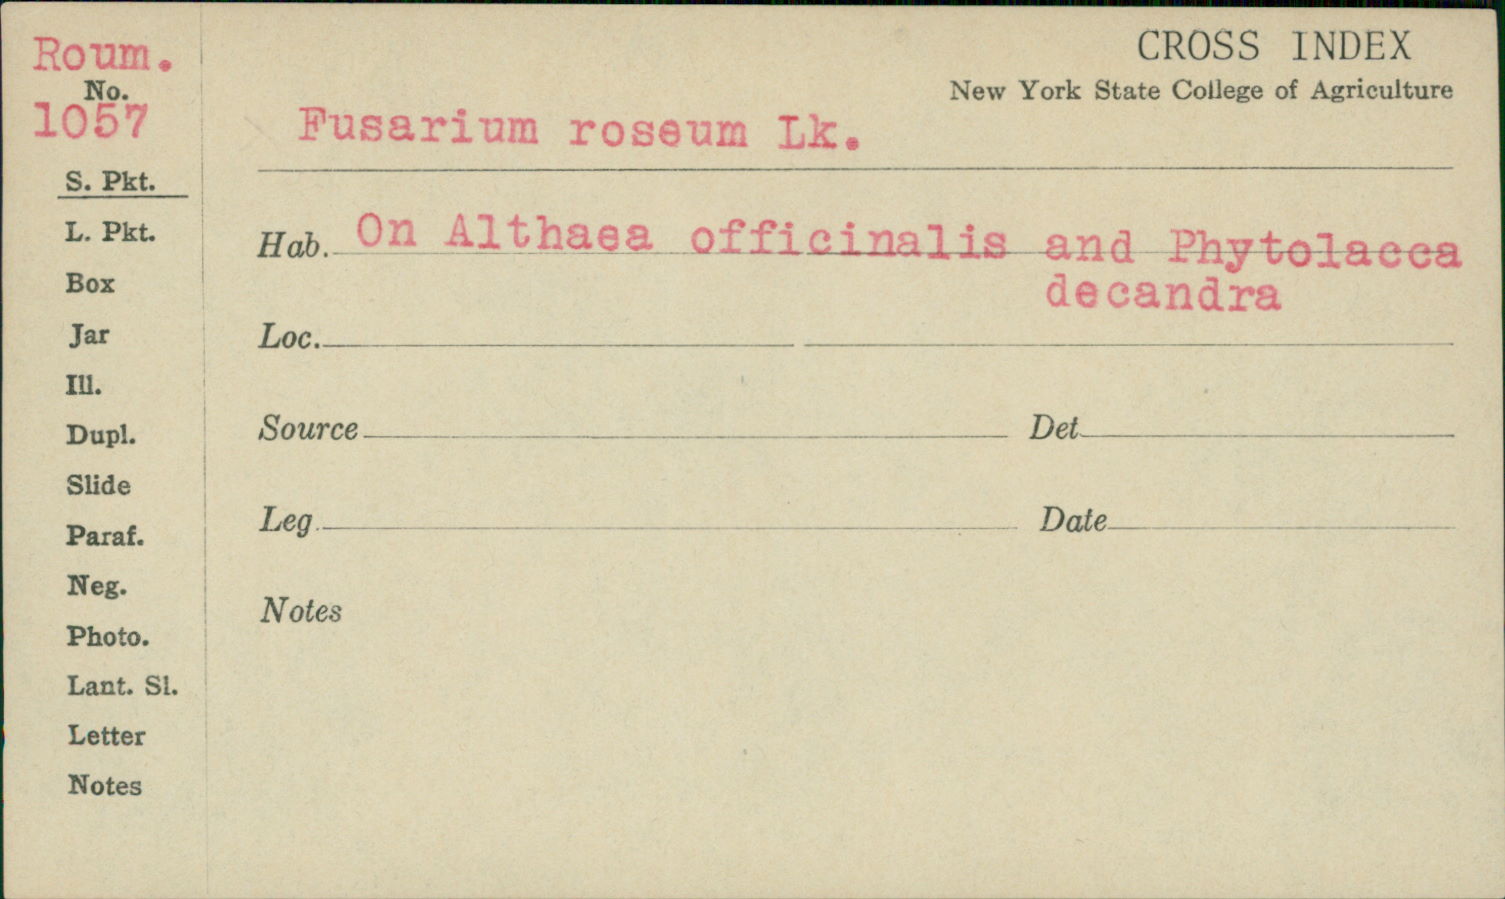 Roum.
No.
1057
CROSS INDEX
New York State College of Agriculture
Fusarium roseum Lk.
S. Pkt.
L. Pkt.
Box
Jar
Ill.
Dupl.
Slide
Paraf.
Neg.
Photo.
Lant. Sl.
Letter
Notes
Hab. On Althaea officinalis and Phytolacca
decandra
Loc.
Source Det
Leg. Date
Notes